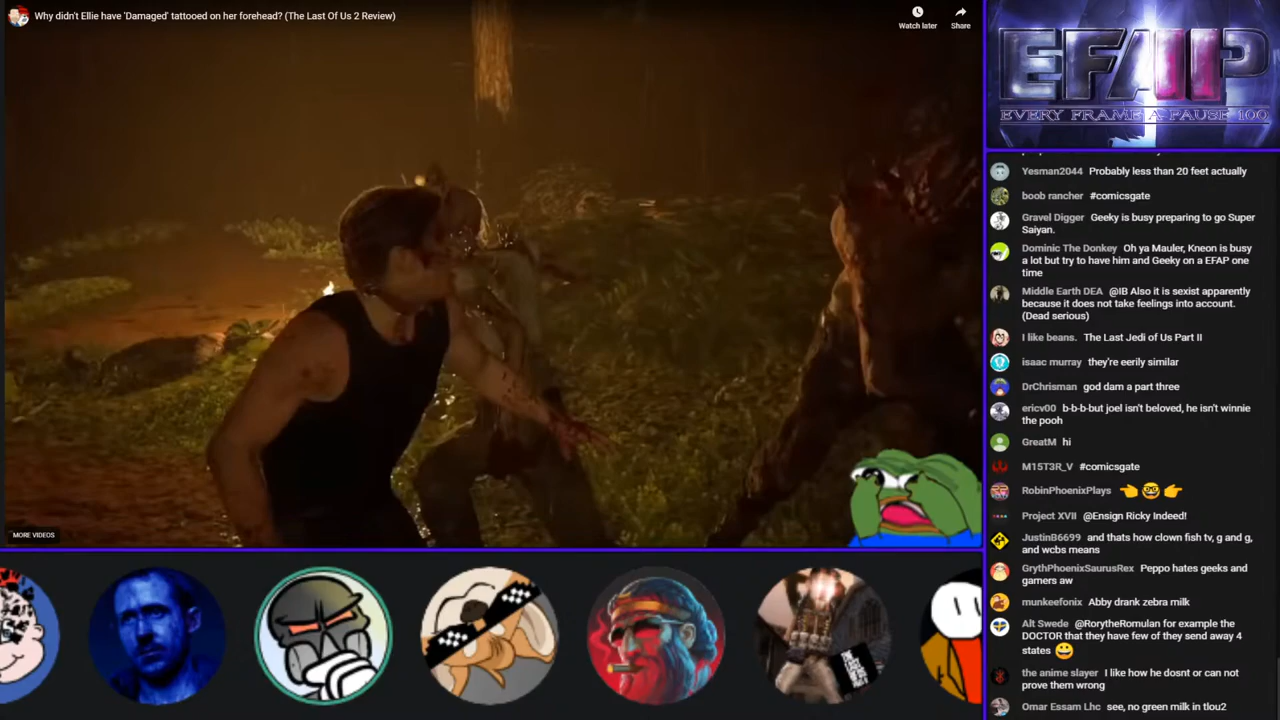 Why didn't Ellie have 'Damaged' tattooed on her forehead? (The Last Of Us 2 Review)
Watch later
Share
MORE VIDEOS
EFAP
EVERY FRAME A PAUSE 100
Yesman2044 Probably less than 20 feet actually
boob rancher #comicsgate
Gravel Digger Geeky is busy preparing to go Super
Saiyan.
Dominic The Donkey Oh ya Mauler, Kneon is busy
a lot but try to have him and Geeky on a EFAP one
time
Middle Earth DEA @IB Also it is sexist apparently
because it does not take feelings into account.
(Dead serious)
I like beans. The Last Jedi of Us Part II
isaac murray they're eerily similar
DrChrisman god dam a part three
ericv00 b-b-b-but joel isn't beloved, he isn't winnie
the pooh
GreatM hi
M15T3R_V #comicsgate
RobinPhoenixPlays 👈🤓👉
Project XVII @Ensign Ricky Indeed!
JustinB6699 and thats how clown fish tv, g and g,
and wcbs means
GrythPhoenixSaurusRex Peppo hates geeks and
gamers aw
munkeefonix Abby drank zebra milk
Alt Swede @RorytheRomulan for example the
DOCTOR that they have few of they send away 4
states 😀
the anime slayer I like how he dosnt or can not
prove them wrong
Omar Essam Lhc see, no green milk in tlou2